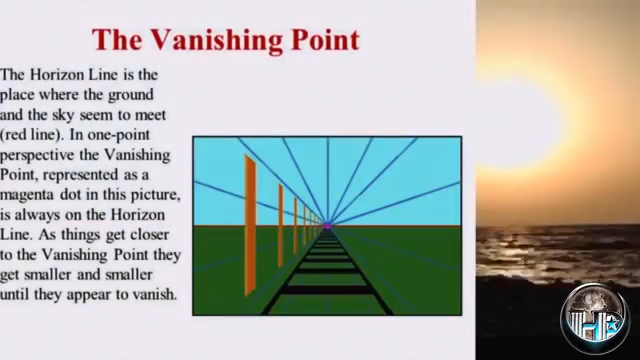 The Vanishing Point
The Horizon Line is the
place where the ground
and the sky seem to meet
(red line). In one-point
perspective the Vanishing
Point, represented as a
magenta dot in this picture,
is always on the Horizon
Line. As things get closer
to the Vanishing Point they
get smaller and smaller
until they appear to vanish.